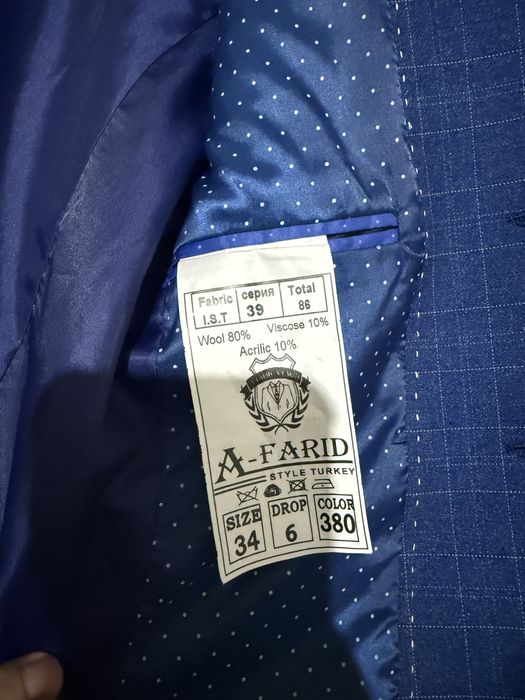 Fabric серия Total
I.S.T 39 86
Wool 80% Viscose 10%
Acrilic 10%
A-FARID
STYLE TURKEY
SIZE DROP COLOR
34 6 380